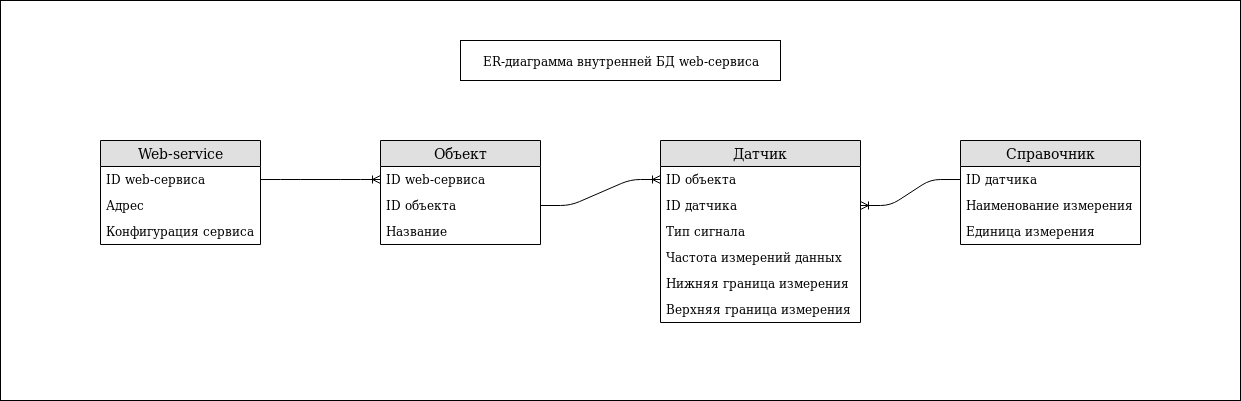 ER-диаграмма внутренней БД web-сервиса
Web-service
ID web-сервиса
Адрес
Конфигурация сервиса
Объект
ID web-сервиса
ID объекта
Название
Датчик
ID объекта
ID датчика
Тип сигнала
Частота измерений данных
Нижняя граница измерения
Верхняя граница измерения
Справочник
ID датчика
Наименование измерения
Единица измерения